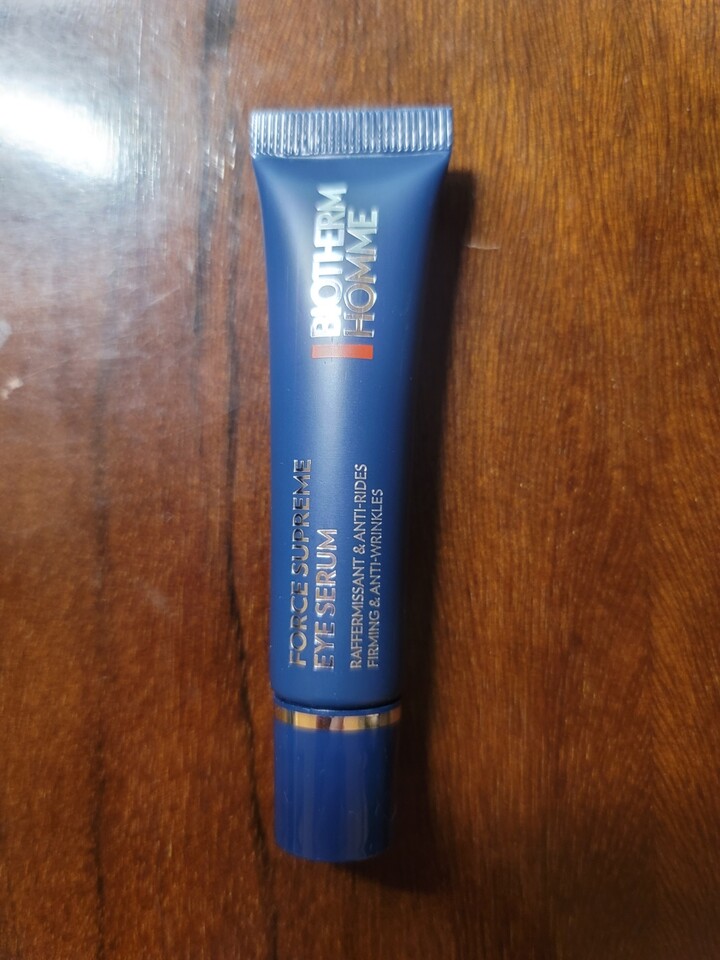 BIOTHERM
HOMME
FORCE SUPREME
EYE SERUM
RAFFERMISSANT & ANTI-RIDES
FIRMING & ANTI-WRINKLES